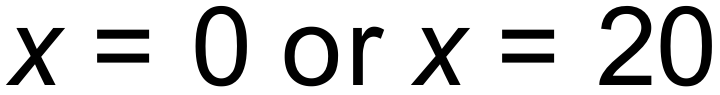 x = 0 or x = 20